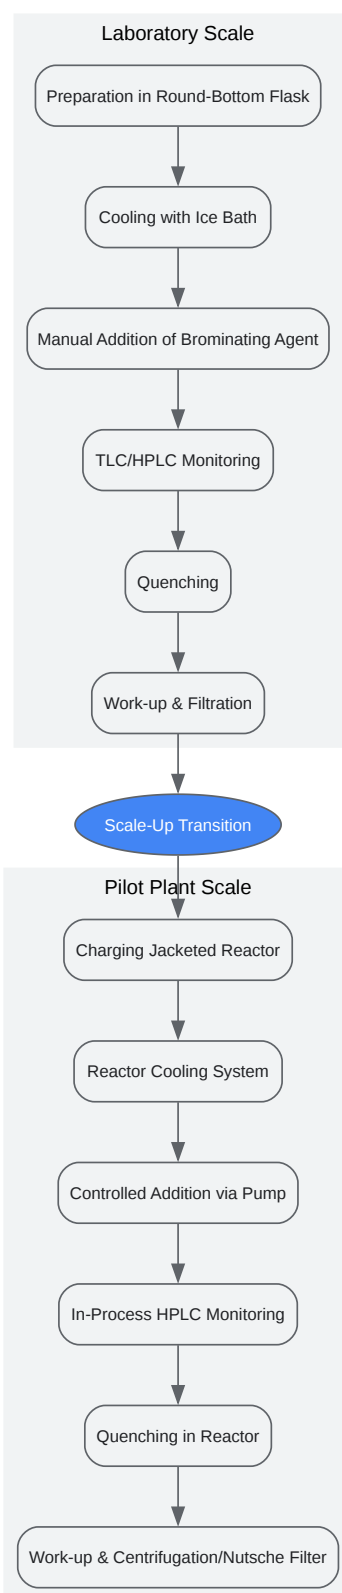 Laboratory Scale
Preparation in Round-Bottom Flask
Cooling with Ice Bath
Manual Addition of Brominating Agent
TLC/HPLC Monitoring
Quenching
Work-up & Filtration
Scale-Up Transition
Pilot Plant Scale
Charging Jacketed Reactor
Reactor Cooling System
Controlled Addition via Pump
In-Process HPLC Monitoring
Quenching in Reactor
Work-up & Centrifugation/Nutsche Filter